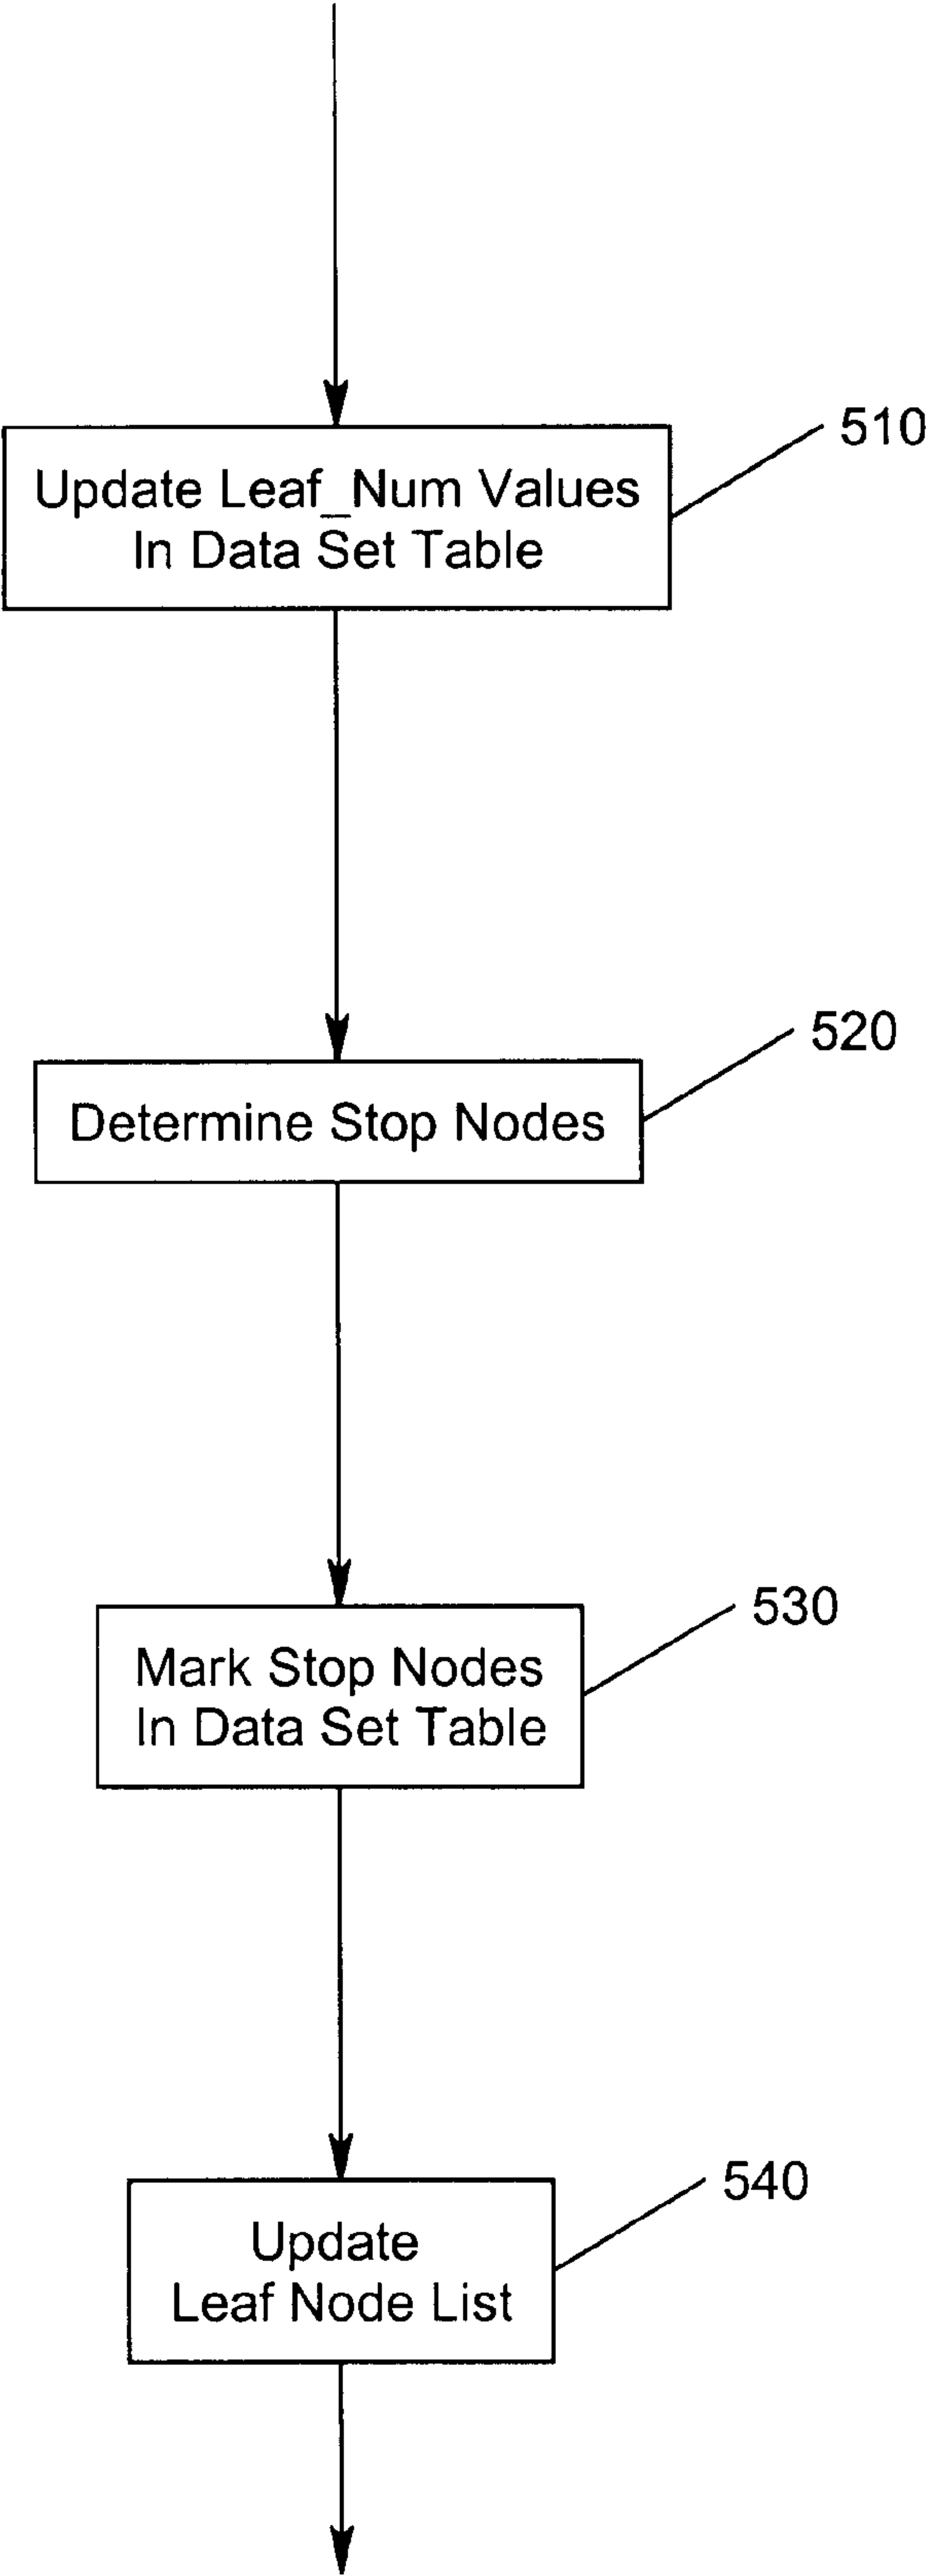 510
Update Leaf_Num Values
In Data Set Table
520
Determine Stop Nodes
530
Mark Stop Nodes
In Data Set Table
540
Update
Leaf Node List